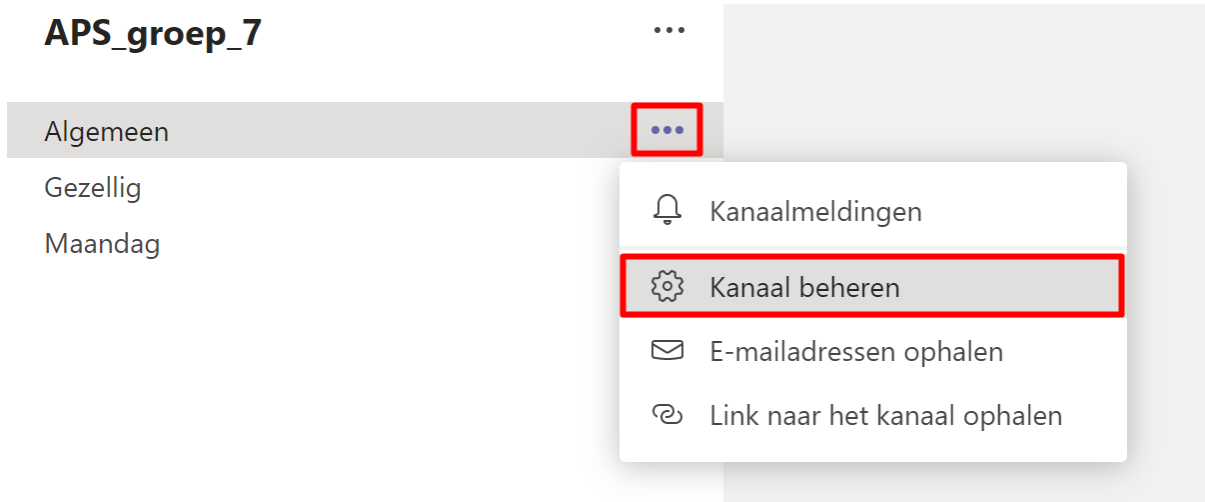 APS_groep_7
Algemeen
Gezellig
Maandag
Kanaalmeldingen
Kanaal beheren
E-mailadressen ophalen
Link naar het kanaal ophalen